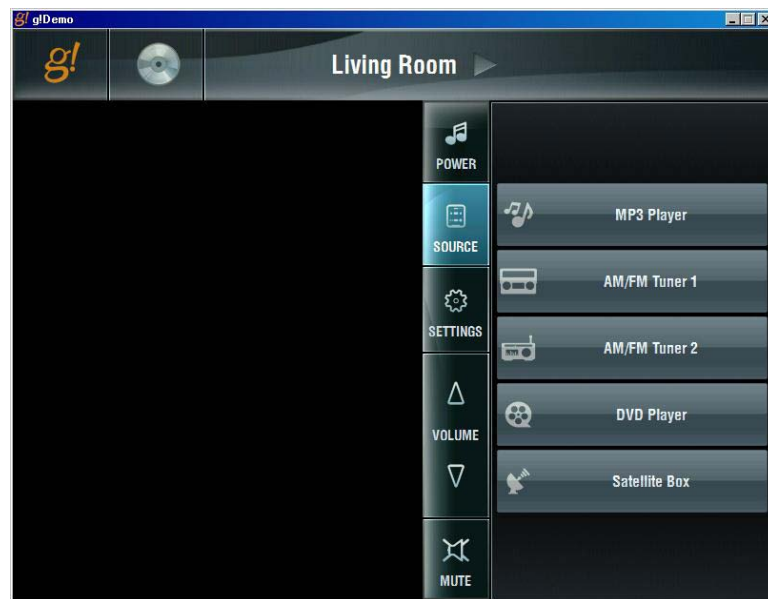 g! g!Demo
g!
Living Room
POWER
SOURCE
SETTINGS
VOLUME
MUTE
MP3 Player
AM/FM Tuner 1
AM/FM Tuner 2
DVD Player
Satellite Box